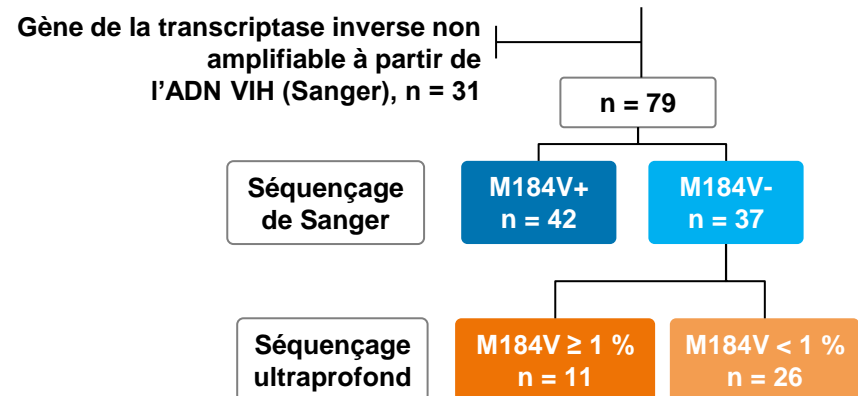 Gène de la transcriptase inverse non
amplifiable à partir de
l'ADN VIH (Sanger), n = 31
n = 79
Séquençage
de Sanger
M184V+
n = 42
M184V-
n = 37
Séquençage
ultraprofond
M184V ≥ 1 %
n = 11
M184V < 1 %
n = 26